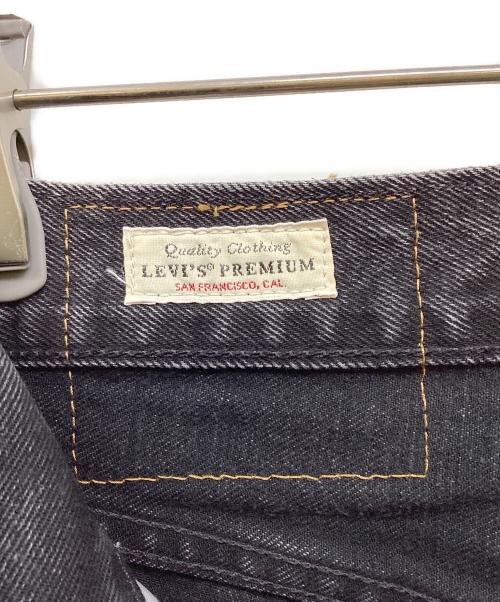 Quality Clothing
LEVI'S® PREMIUM
SAN FRANCISCO, CAL.